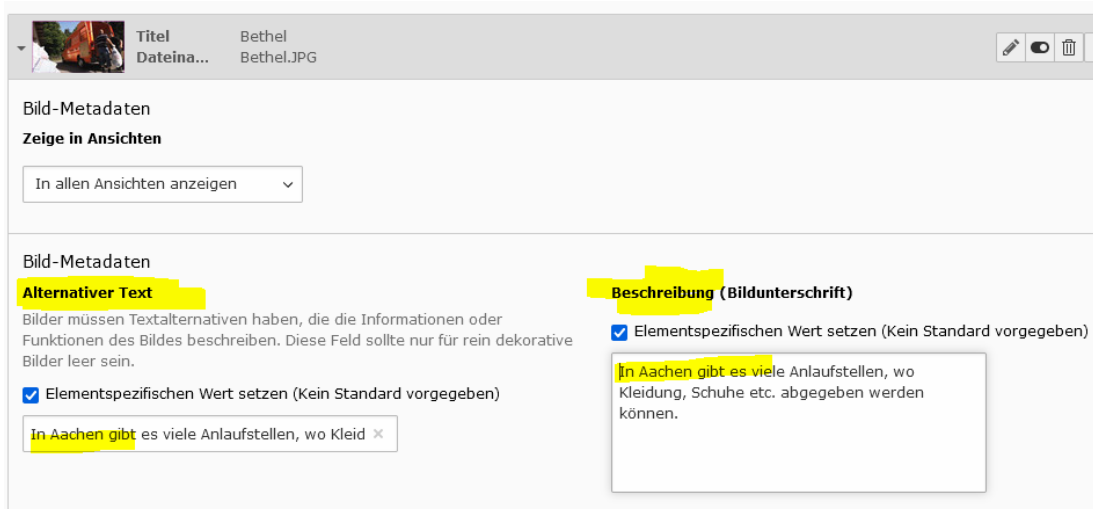 Titel Bethel
Dateina... Bethel.JPG
Bild-Metadaten
Zeige in Ansichten
In allen Ansichten anzeigen
Bild-Metadaten
Alternativer Text
Bilder müssen Textalternativen haben, die die Informationen oder
Funktionen des Bildes beschreiben. Diese Feld sollte nur für rein dekorative
Bilder leer sein.
Elementspezifischen Wert setzen (Kein Standard vorgegeben)
In Aachen gibt es viele Anlaufstellen, wo Kleid
Beschreibung (Bildunterschrift)
Elementspezifischen Wert setzen (Kein Standard vorgegeben)
In Aachen gibt es viele Anlaufstellen, wo
Kleidung, Schuhe etc. abgegeben werden
können.